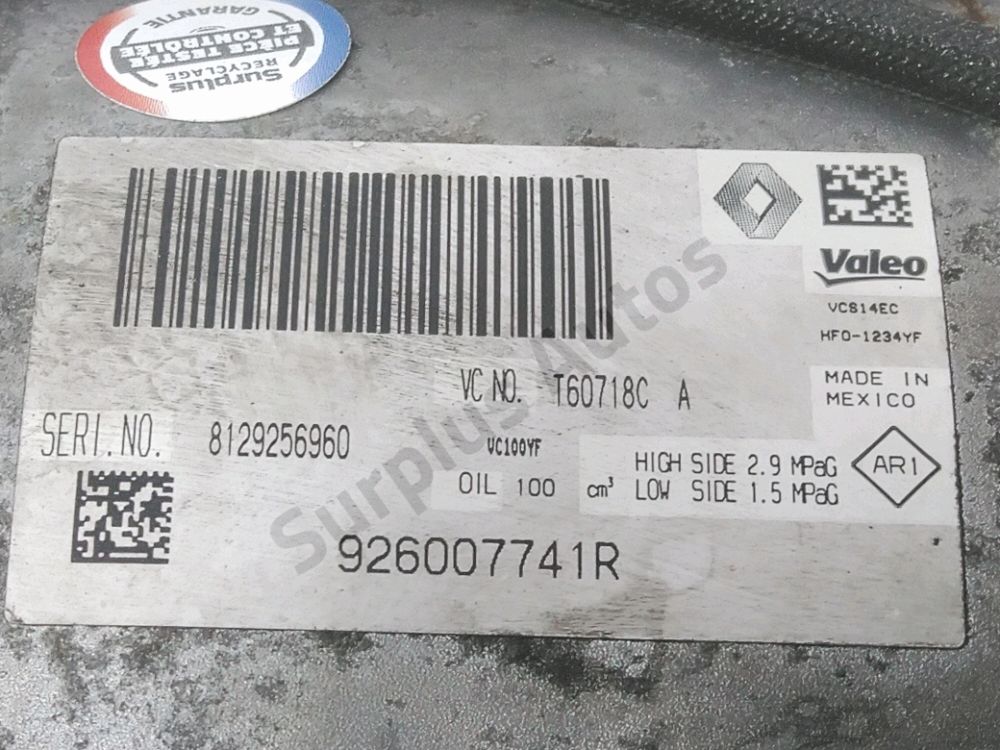 Surplus
RECYCLAGE
PIÈCE TESTÉE
ET CONTRÔLÉE
GARANTIE
Valeo
VCS14EC
HFO-1234YF
VC NO. T60718C A
MADE IN
MEXICO
SERI.NO. 8129256960
VC100YF
OIL 100 cm³
HIGH SIDE 2.9 MPaG
LOW SIDE 1.5 MPaG
AR1
926007741R
Surplus Autos